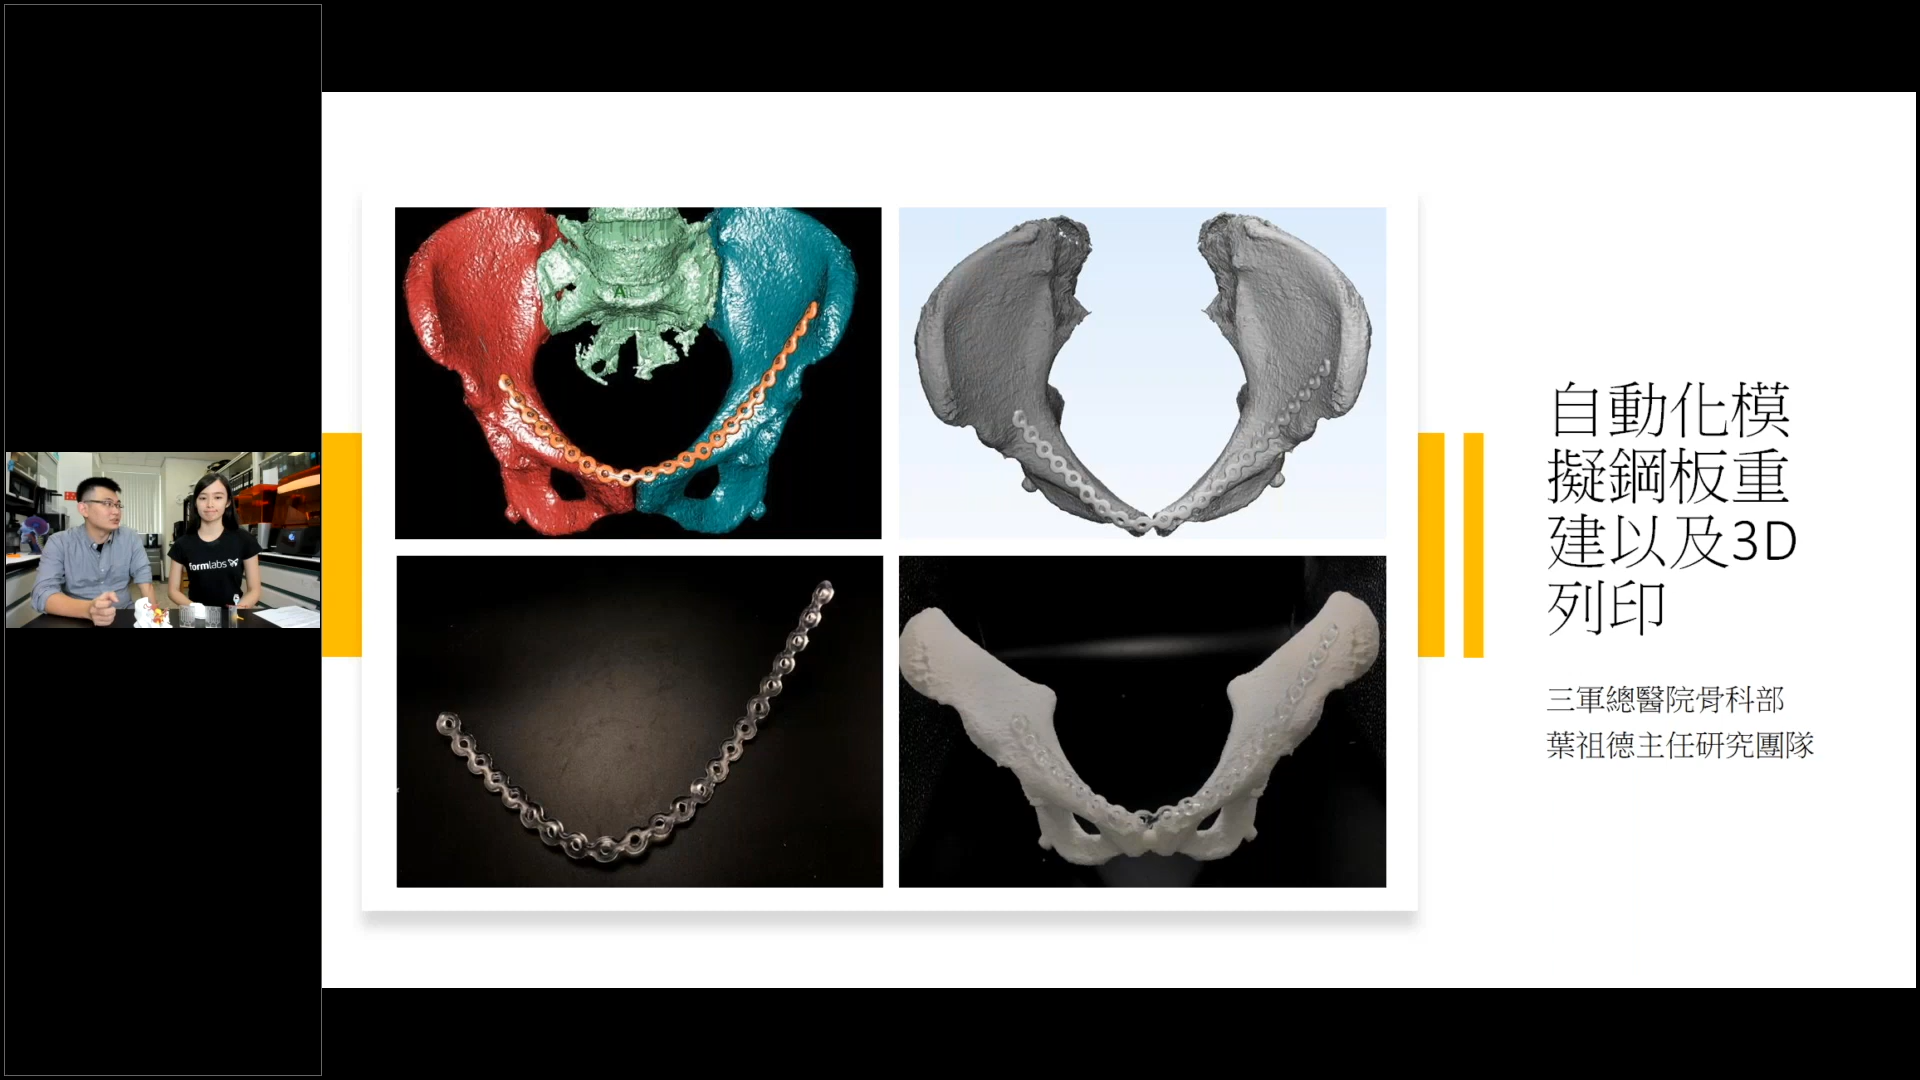 自動化模
擬鋼板重
建以及3D
列印
三軍總醫院骨科部
葉祖德主任研究團隊
formlabs
A